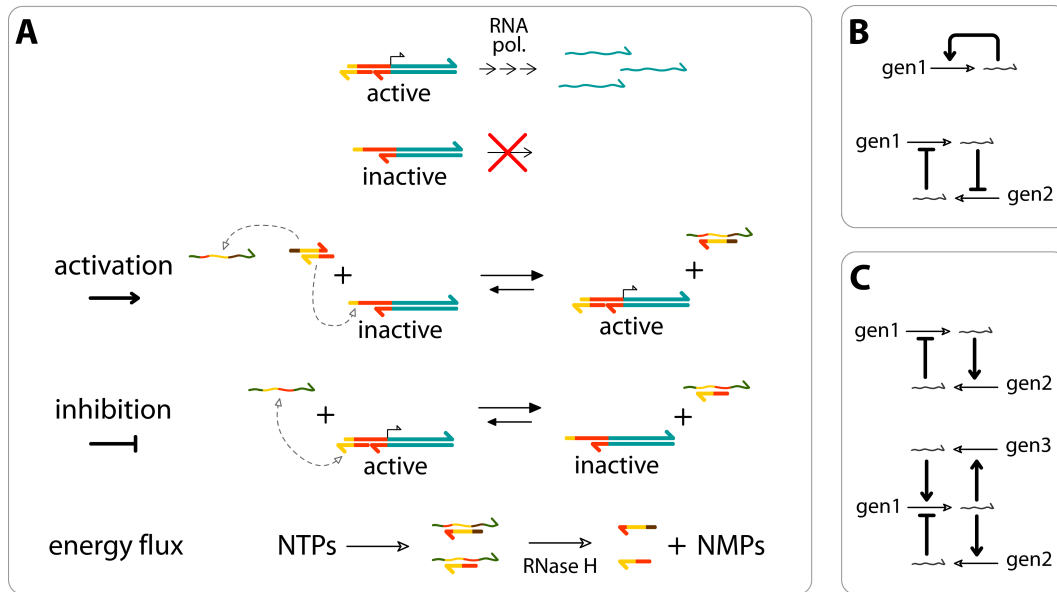 A
RNA
pol.
active
inactive
activation
+
inactive
+
active
inhibition
+
active
+
inactive
energy flux
NTPs
RNase H
+ NMPs
B
gen1
gen1
gen2
C
gen1
gen2
gen3
gen1
gen2